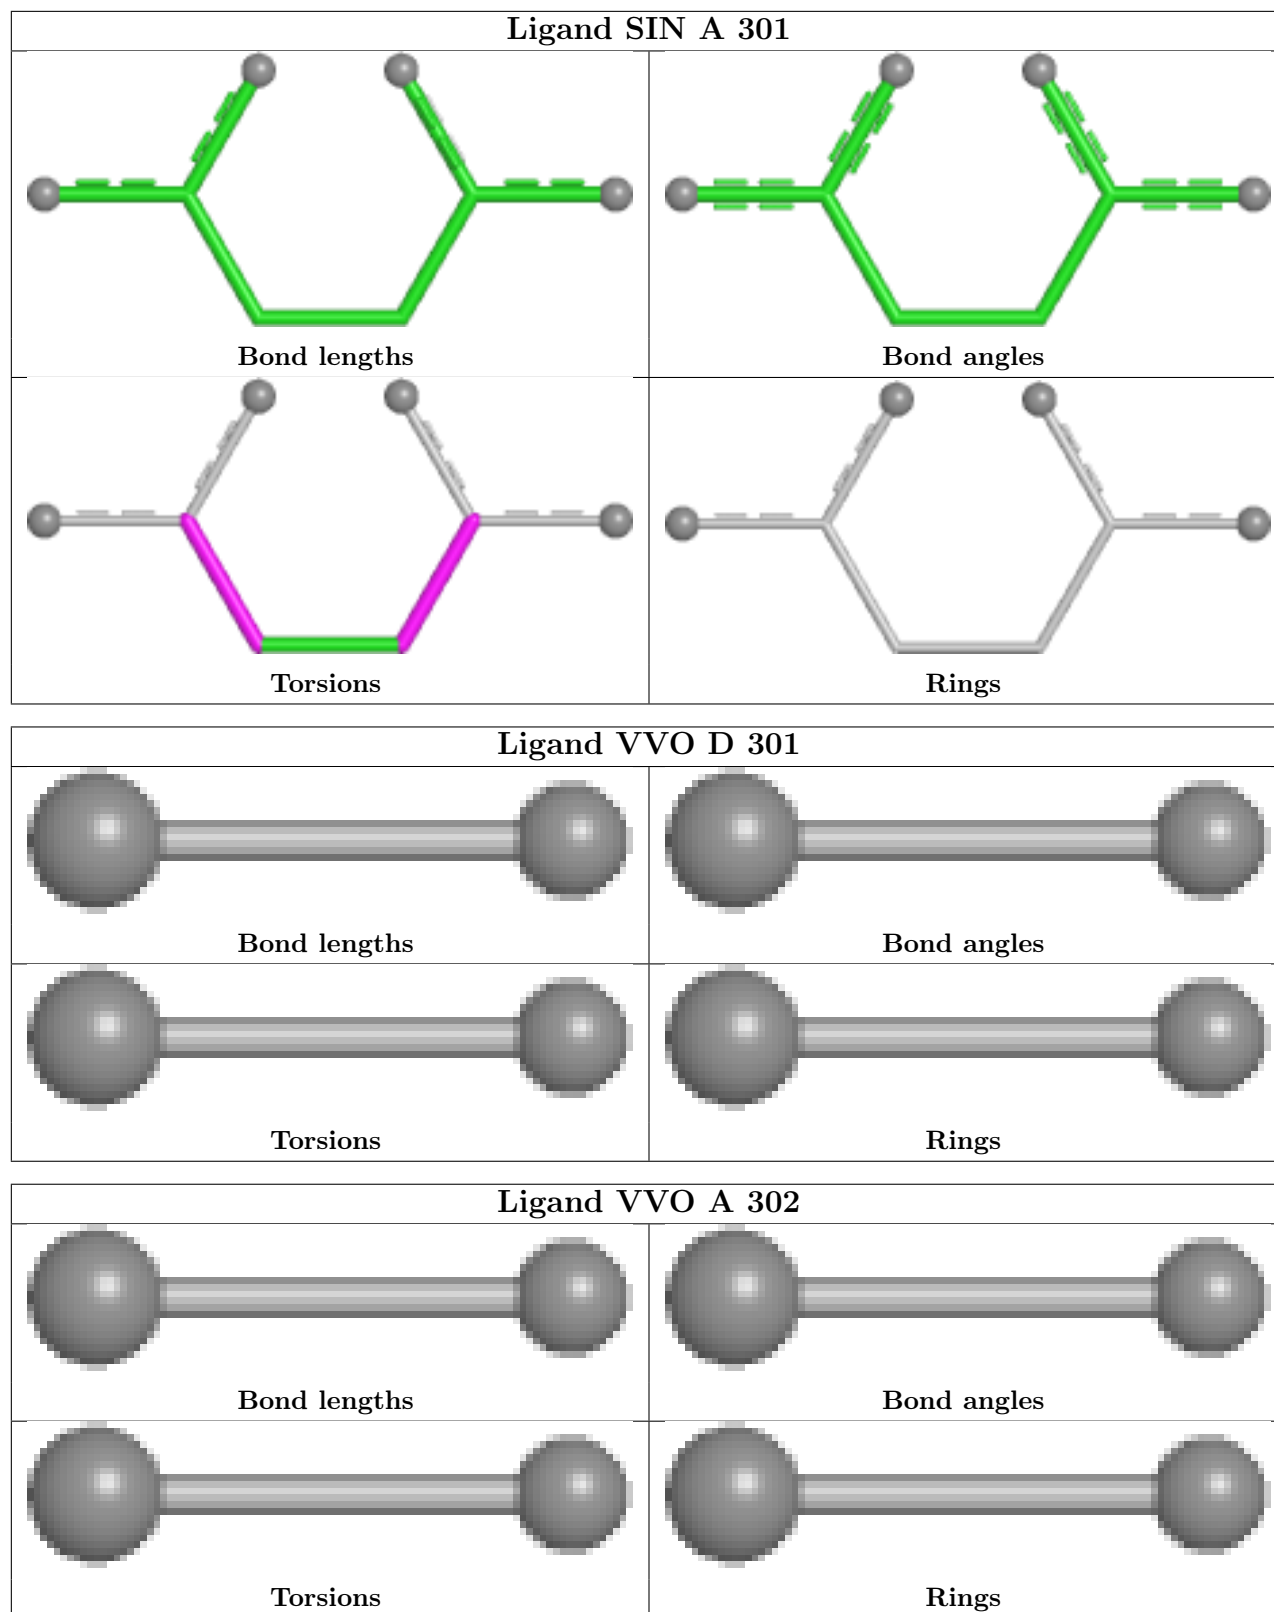 Ligand SIN A 301
Bond lengths
Bond angles
Torsions
Rings
Ligand VVO D 301
Bond lengths
Bond angles
Torsions
Rings
Ligand VVO A 302
Bond lengths
Bond angles
Torsions
Rings